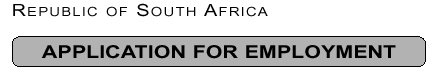 REPUBLIC OF SOUTH AFRICA
APPLICATION FOR EMPLOYMENT